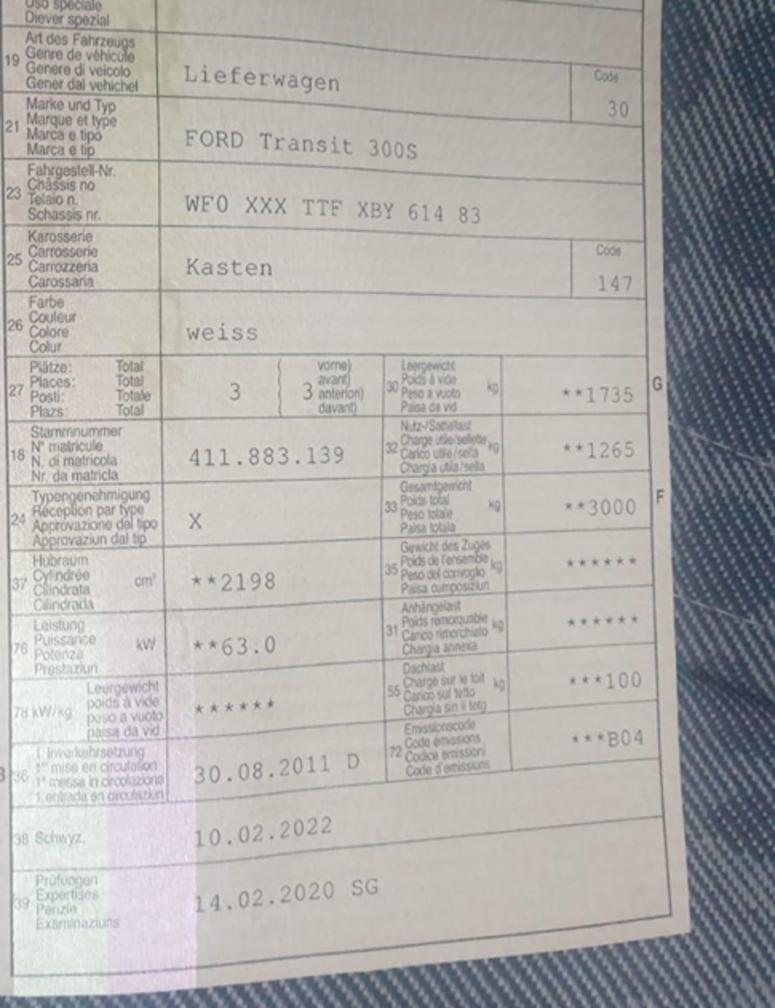 Uso speciale
Diever spezial
19 Art des Fahrzeugs
Genre de véhicule
Genere di veicolo
Gener dal vehichel
Lieferwagen
Code
30
21 Marke und Typ
Marque et type
Marca e tipo
Marca e tip
FORD Transit 300S
23 Fahrgestell-Nr.
Châssis no
Telaio n.
Schassis nr.
WF0 XXX TTF XBY 614 83
25 Karosserie
Carrosserie
Carrozzeria
Carossaria
Kasten
Code
147
26 Farbe
Couleur
Colore
Colur
weiss
27 Plätze: Total
Places: Total
Posti: Totale
Plazs: Total
3
( 3 vorne)
avant)
anteriori)
davant)
30 Leergewicht
Poids à vide
Peso a vuoto
Paisa da vid
kg
**1735
G
18 Stammnummer
N° matricule
N. di matricola
Nr. da matricla
411.883.139
32 Nutz-/Sattellast
Charge utile/sellette
Carico utile/sella
Chargia utila/sella
kg
**1265
24 Typengenehmigung
Réception par type
Approvazione del tipo
Approvaziun dal tip
X
33 Gesamtgewicht
Poids total
Peso totale
Paisa totala
kg
**3000
F
37 Hubraum
Cylindrée
Cilindrata
Cilindrada
cm³
**2198
35 Gewicht des Zuges
Poids de l'ensemble
Peso del convoglio
Paisa cumposiziun
kg
******
76 Leistung
Puissance
Potenza
Prestaziun
kW
**63.0
31 Anhängelast
Poids remorquable
Carico rimorchiato
Chargia annexa
kg
******
78 kW/kg
Leergewicht
poids à vide
peso a vuoto
paisa da vid
******
55 Dachlast
Charge sur le toit
Carico sul tetto
Chargia sin il tetg
kg
***100
36 1. Inverkehrsetzung
1re mise en circulation
1a messa in circolazione
1. entrada en circulaziun
30.08.2011 D
72 Emissionscode
Code émissions
Codice emissioni
Code d'emissiuns
***B04
38 Schwyz,
10.02.2022
39 Prüfungen
Expertises
Perizie
Examinaziuns
14.02.2020 SG